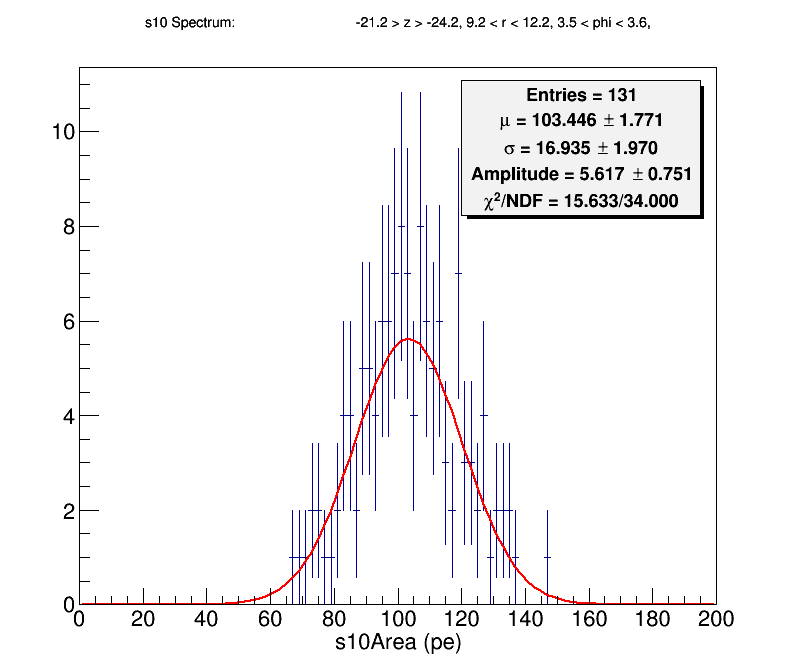 s10 Spectrum: -21.2 > z > -24.2, 9.2 < r < 12.2, 3.5 < phi < 3.6,
Entries = 131
μ = 103.446 ± 1.771
σ = 16.935 ± 1.970
Amplitude = 5.617 ± 0.751
χ²/NDF = 15.633/34.000
10
8
6
4
2
0
0 20 40 60 80 100 120 140 160 180 200
s10Area (pe)